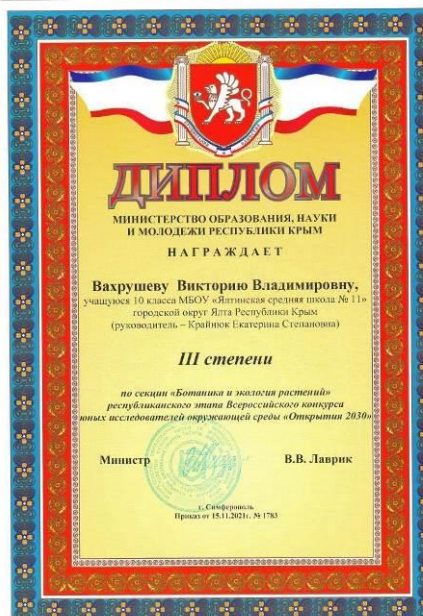 ДИПЛОМ
МИНИСТЕРСТВО ОБРАЗОВАНИЯ, НАУКИ
И МОЛОДЕЖИ РЕСПУБЛИКИ КРЫМ
НАГРАЖДАЕТ
Вахрушеву Викторию Владимировну,
учащуюся 10 класса МБОУ «Ялтинская средняя школа № 11»
городской округ Ялта Республики Крым
(руководитель – Крайнюк Екатерина Степановна)
III степени
по секции «Ботаника и экология растений»
республиканского этапа Всероссийского конкурса
юных исследователей окружающей среды «Открытия 2030»
Министр В.В. Лаврик
г. Симферополь
Приказ от 15.11.2021г. № 1783